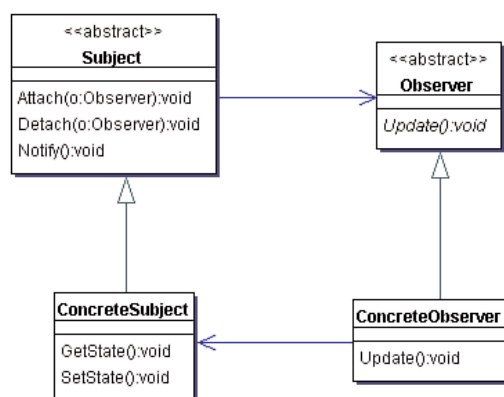 <<abstract>>
Subject
Attach(o:Observer):void
Detach(o:Observer):void
Notify():void
<<abstract>>
Observer
Update():void
ConcreteSubject
GetState():void
SetState():void
ConcreteObserver
Update():void